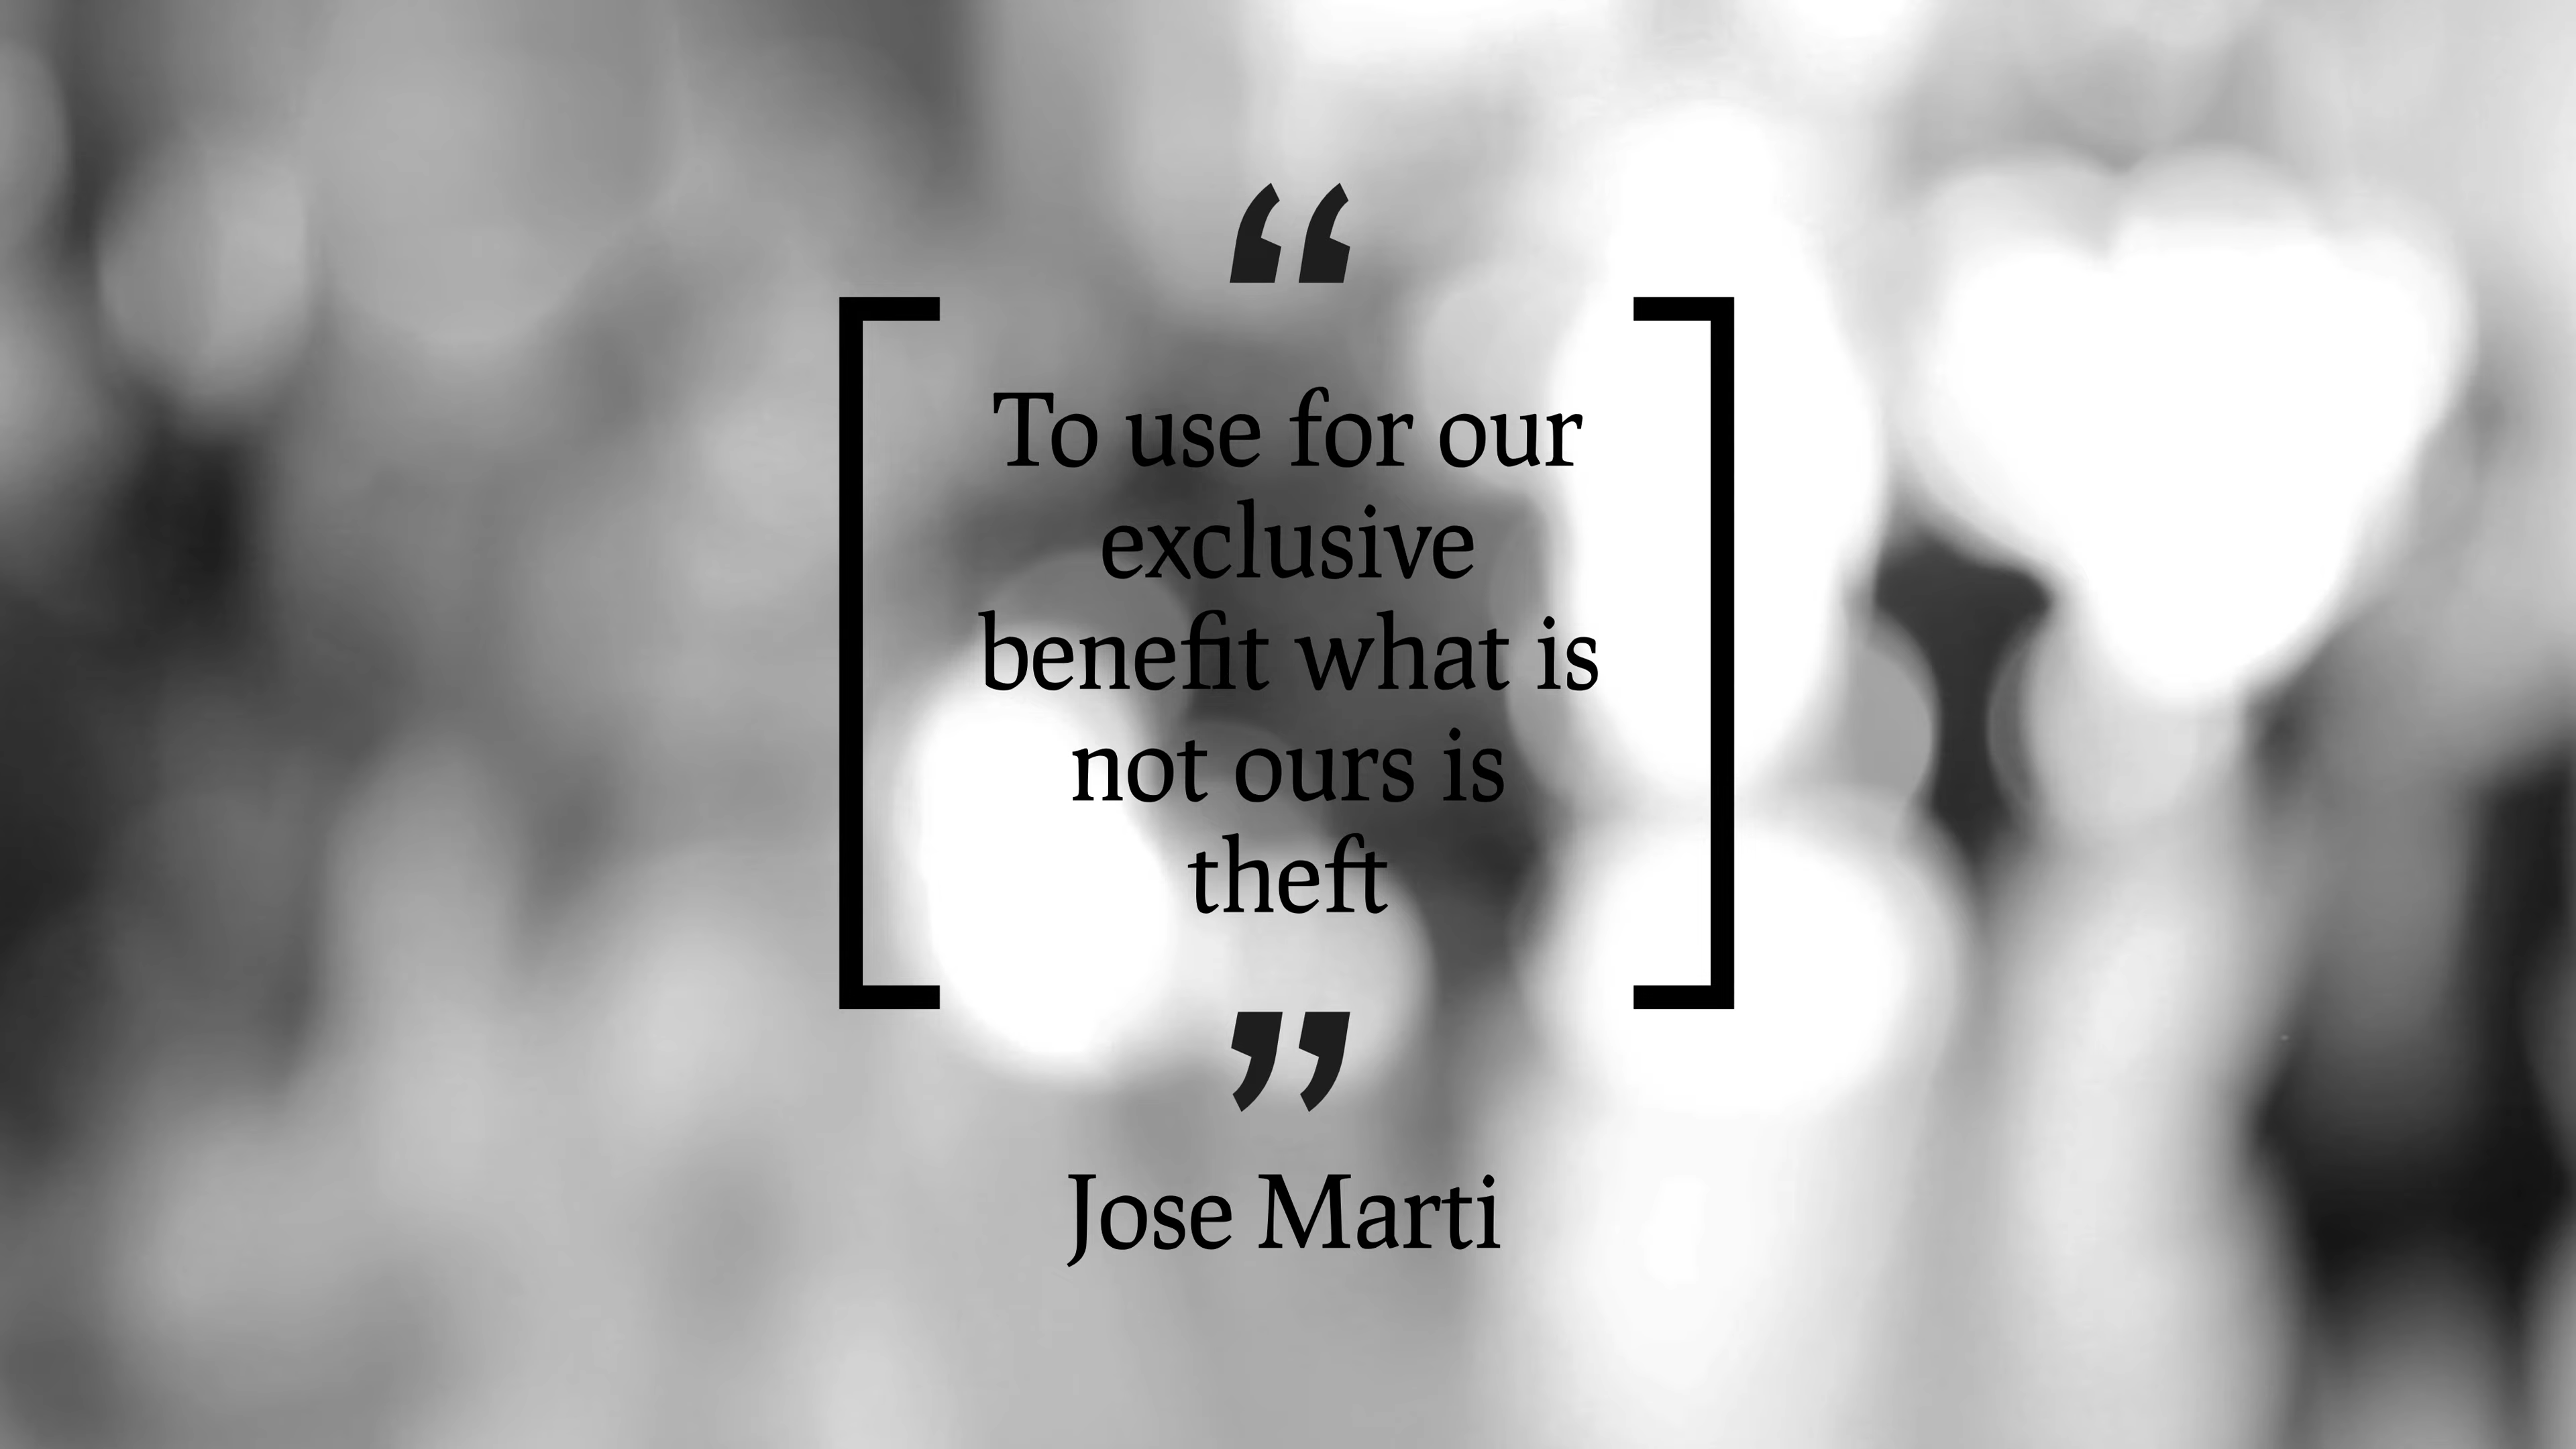 “
To use for our
exclusive
benefit what is
not ours is
theft
”
Jose Marti